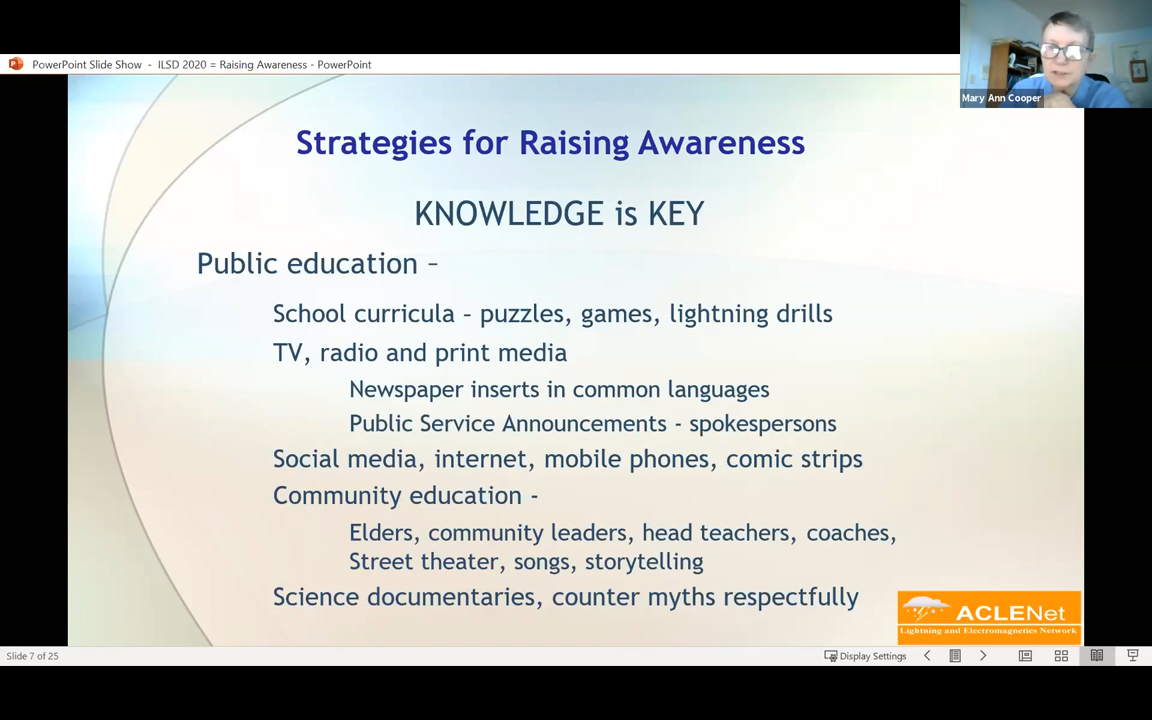 PowerPoint Slide Show - ILSD 2020 = Raising Awareness - PowerPoint
Mary Ann Cooper
Strategies for Raising Awareness
KNOWLEDGE is KEY
Public education –
School curricula – puzzles, games, lightning drills
TV, radio and print media
Newspaper inserts in common languages
Public Service Announcements - spokespersons
Social media, internet, mobile phones, comic strips
Community education -
Elders, community leaders, head teachers, coaches,
Street theater, songs, storytelling
Science documentaries, counter myths respectfully
ACLENet
Lightning and Electromagnetics Network
Slide 7 of 25
Display Settings